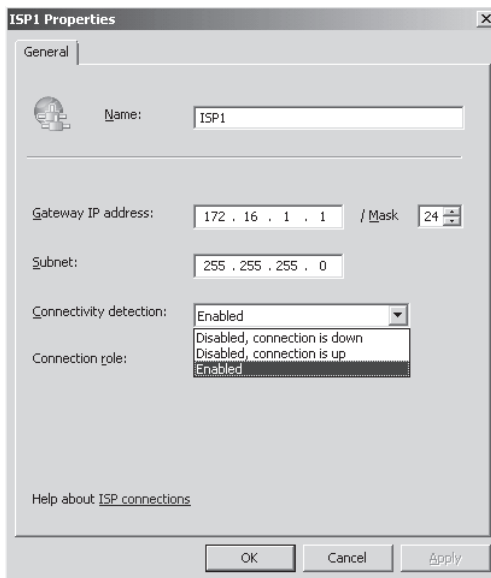 ISP1 Properties
General
Name: ISP1
Gateway IP address: 172 . 16 . 1 . 1 / Mask 24
Subnet: 255 . 255 . 255 . 0
Connectivity detection: Enabled
Disabled, connection is down
Disabled, connection is up
Connection role:
Enabled
Help about ISP connections
OK Cancel Apply